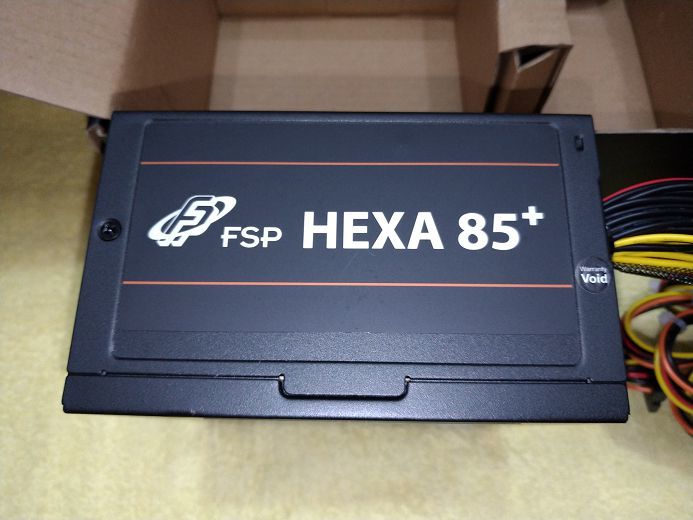 FSP HEXA 85+
Warranty
Void